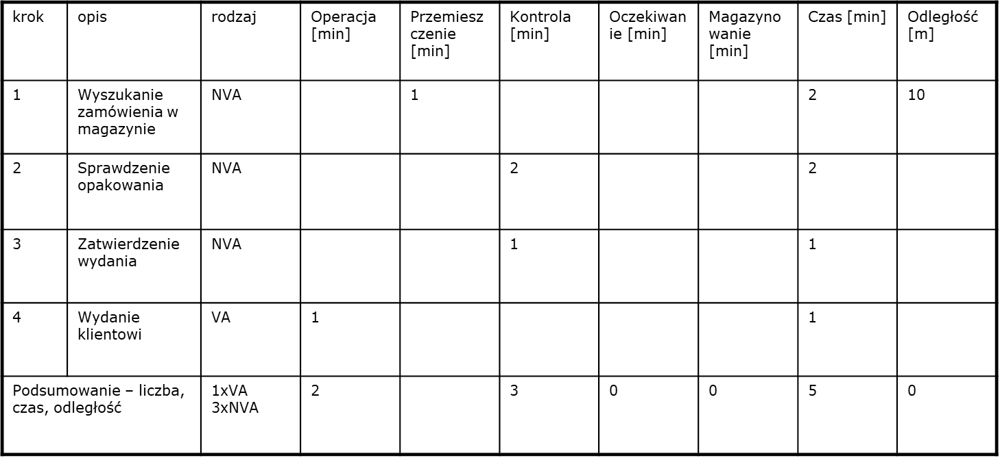 krok opis rodzaj Operacja [min] Przemieszczenie [min] Kontrola [min] Oczekiwanie [min] Magazynowanie [min] Czas [min] Odległość [m]
1 Wyszukanie zamówienia w magazynie NVA 1 2 10
2 Sprawdzenie opakowania NVA 2 2
3 Zatwierdzenie wydania NVA 1 1
4 Wydanie klientowi VA 1 1
Podsumowanie – liczba, czas, odległość 1xVA 3xNVA 2 3 0 0 5 0